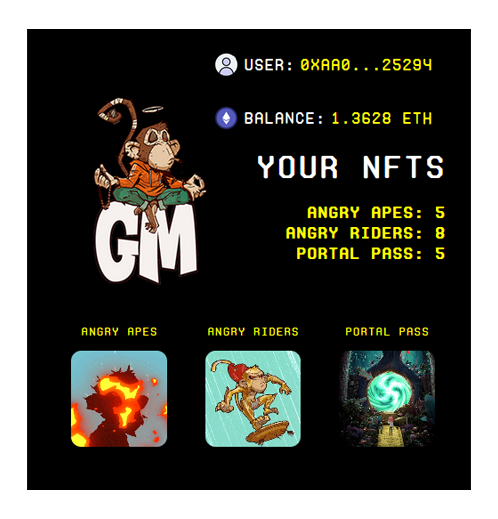 USER: 0XAA0...25294
BALANCE: 1.3628 ETH
YOUR NFTS
GM
ANGRY APES: 5
ANGRY RIDERS: 8
PORTAL PASS: 5
ANGRY APES
ANGRY RIDERS
PORTAL PASS